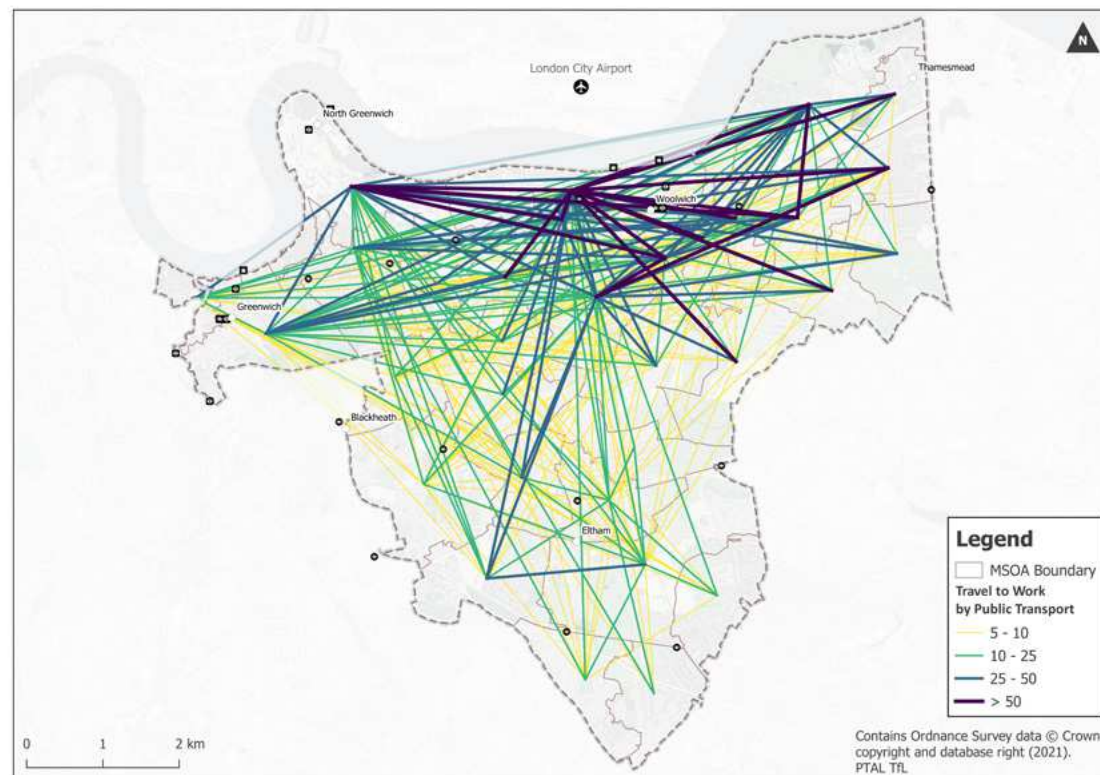 N
London City Airport
Thamesmead
North Greenwich
Woolwich
Greenwich
Blackheath
Eltham
Legend
MSOA Boundary
Travel to Work
by Public Transport
5 - 10
10 - 25
25 - 50
> 50
0 1 2 km
Contains Ordnance Survey data © Crown
copyright and database right (2021).
PTAL TfL